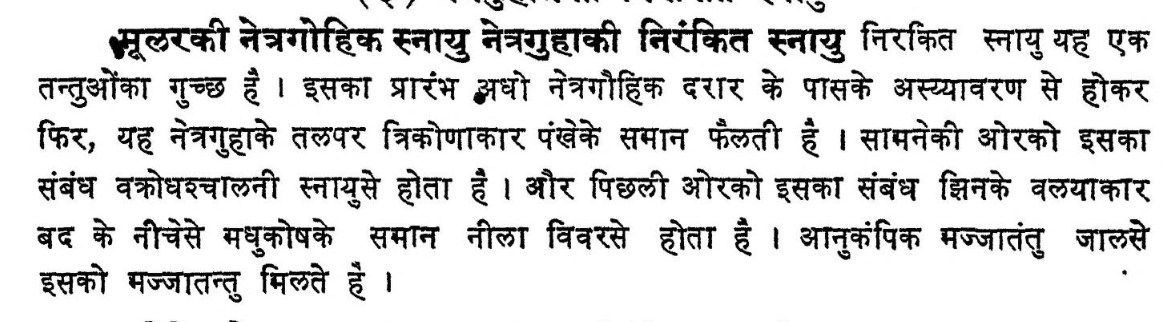 मूलरकी नेत्रगोहिक स्नायु नेत्रगुहाकी निरंकित स्नायु निरकित स्नायु यह एक
तन्तुओंका गुच्छ है । इसका प्रारंभ अधो नेत्रगौहिक दरार के पासके अस्थ्यावरण से होकर
फिर, यह नेत्रगुहाके तलपर त्रिकोणाकार पंखेके समान फैलती है । सामनेकी ओरको इसका
संबंध वक्रोधश्चालनी स्नायुसे होता है । और पिछली ओरको इसका संबंध झिनके वलयाकार
बद के नीचेसे मधुकोषके समान नीला विवरसे होता है । आनुकंपिक मज्जातंतु जालसे
इसको मज्जातन्तु मिलते है ।